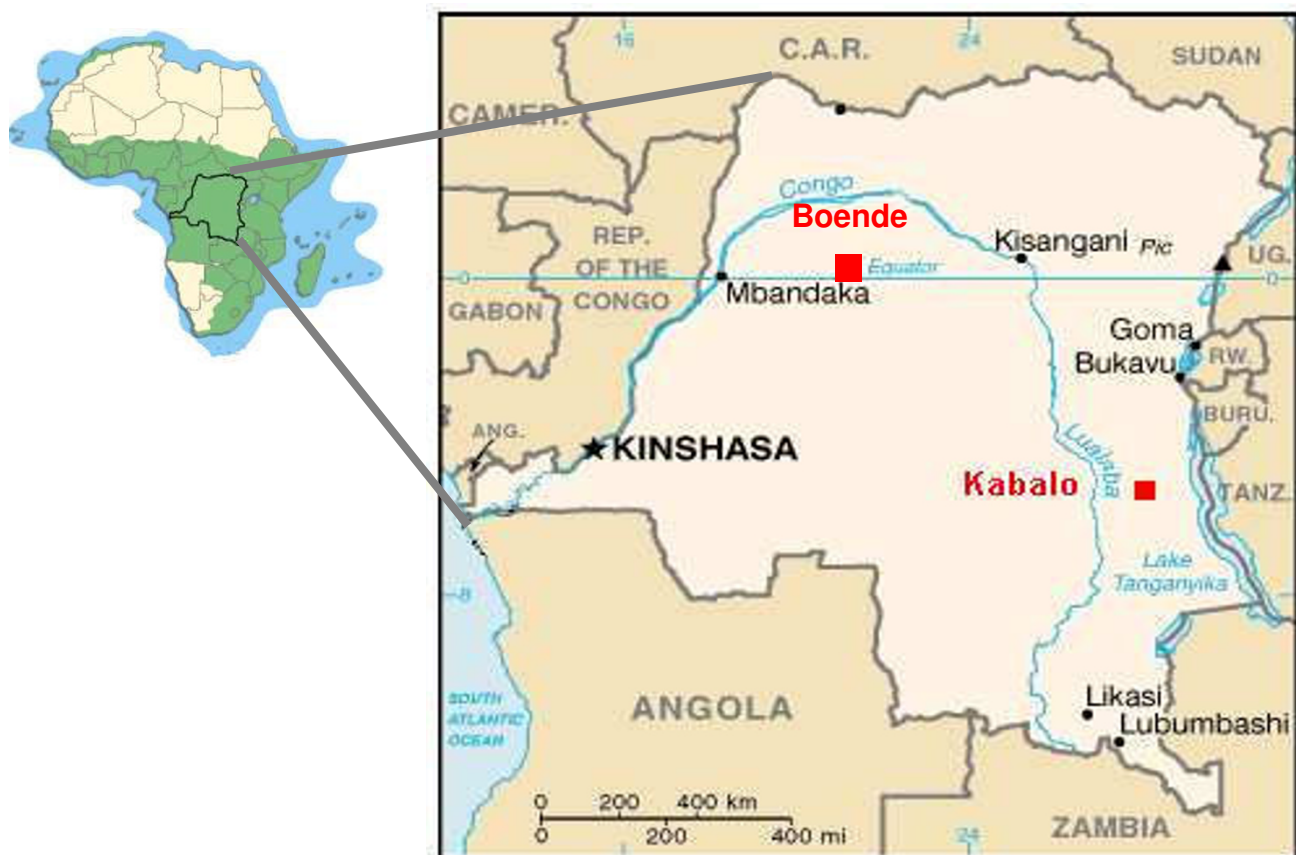 16
24
C.A.R.
SUDAN
CAMER.
Congo
Boende
REP.
OF THE
CONGO
Kisangani
Pic
UG.
0
Equator
0
Mbandaka
GABON
Goma
RW.
Bukavu
BURU.
ANG.
KINSHASA
Lualaba
Kabalo
TANZ.
Lake
Tanganyika
8
SOUTH
ATLANTIC
OCEAN
ANGOLA
Likasi
Lubumbashi
0 200 400 km
0 200 400 mi
24
ZAMBIA